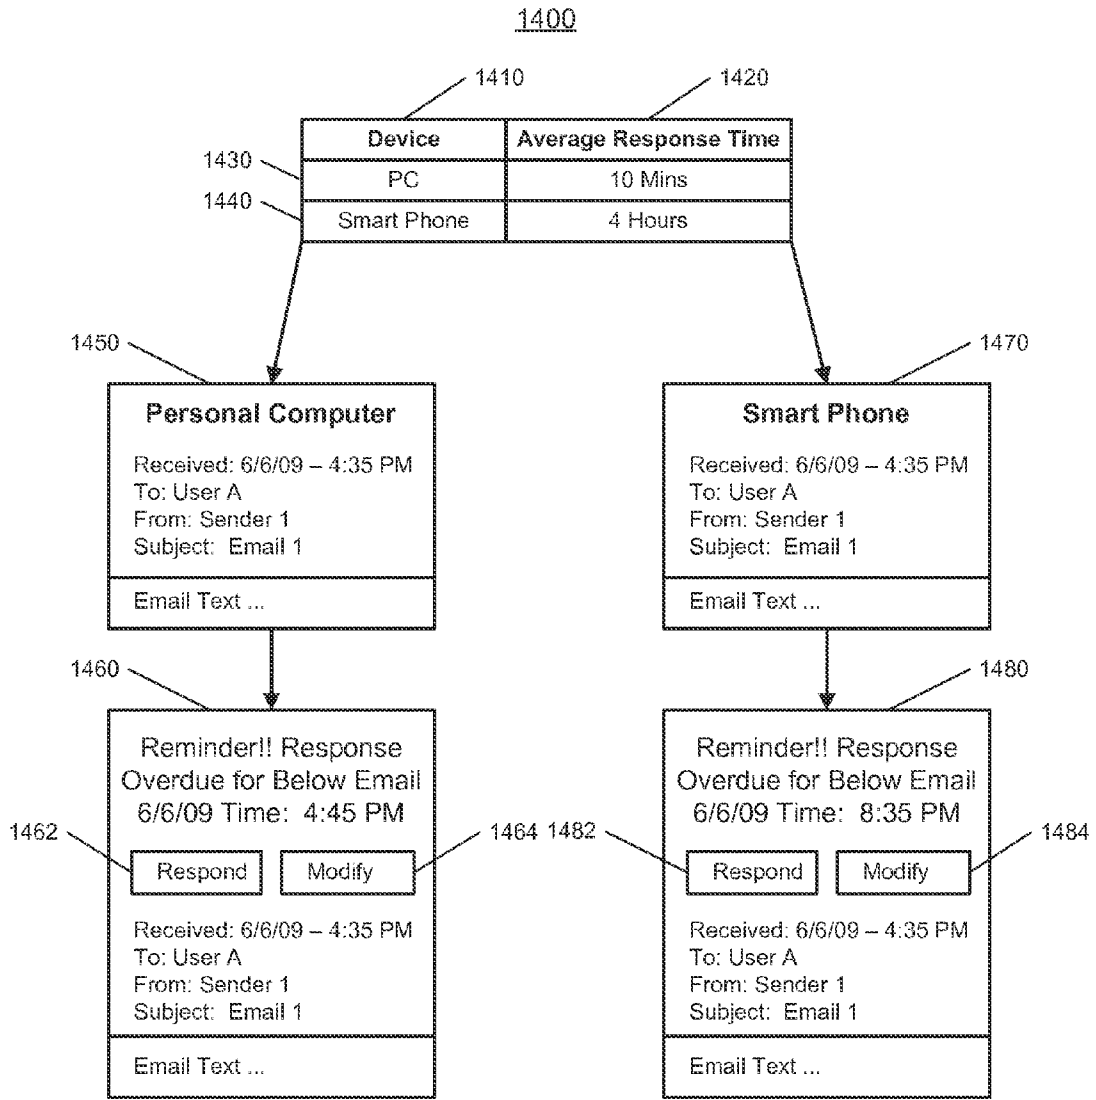 1400
1410
1420
Device Average Response Time
1430
PC 10 Mins
1440
Smart Phone 4 Hours
1450
Personal Computer
Received: 6/6/09 – 4:35 PM
To: User A
From: Sender 1
Subject: Email 1
Email Text ...
1470
Smart Phone
Received: 6/6/09 – 4:35 PM
To: User A
From: Sender 1
Subject: Email 1
Email Text ...
1460
Reminder!! Response
Overdue for Below Email
6/6/09 Time: 4:45 PM
1462
1464
Respond Modify
Received: 6/6/09 – 4:35 PM
To: User A
From: Sender 1
Subject: Email 1
Email Text ...
1480
Reminder!! Response
Overdue for Below Email
6/6/09 Time: 8:35 PM
1482
1484
Respond Modify
Received: 6/6/09 – 4:35 PM
To: User A
From: Sender 1
Subject: Email 1
Email Text ...